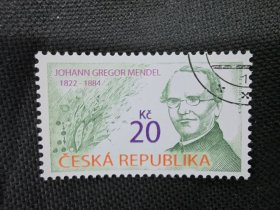 JOHANN GREGOR MENDEL
1822 - 1884
Kč
20
ČESKÁ REPUBLIKA